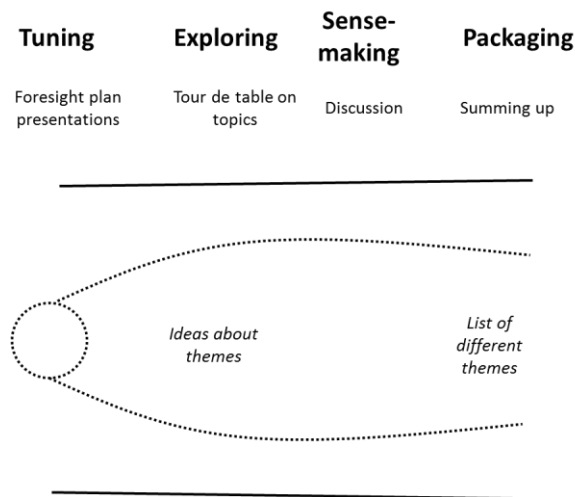 Tuning
Exploring
Sense-
making
Packaging
Foresight plan
presentations
Tour de table on
topics
Discussion
Summing up
Ideas about
themes
List of
different
themes